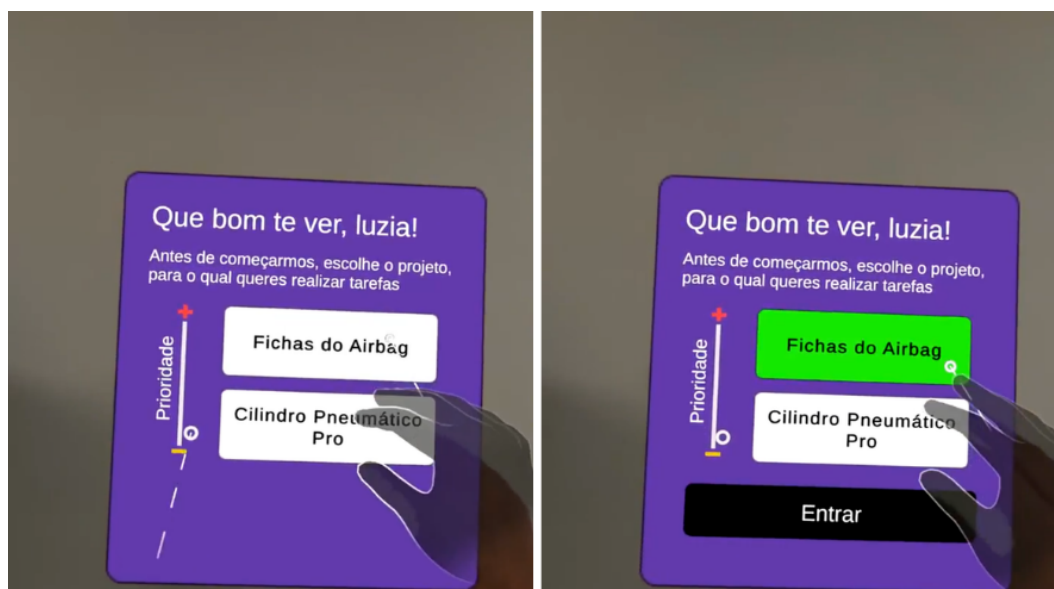 Que bom te ver, luzia!
Antes de começarmos, escolhe o projeto,
para o qual queres realizar tarefas
Prioridade
Fichas do Airbag
Cilindro Pneumático
Pro
Que bom te ver, luzia!
Antes de começarmos, escolhe o projeto,
para o qual queres realizar tarefas
Prioridade
Fichas do Airbag
Cilindro Pneumático
Pro
Entrar